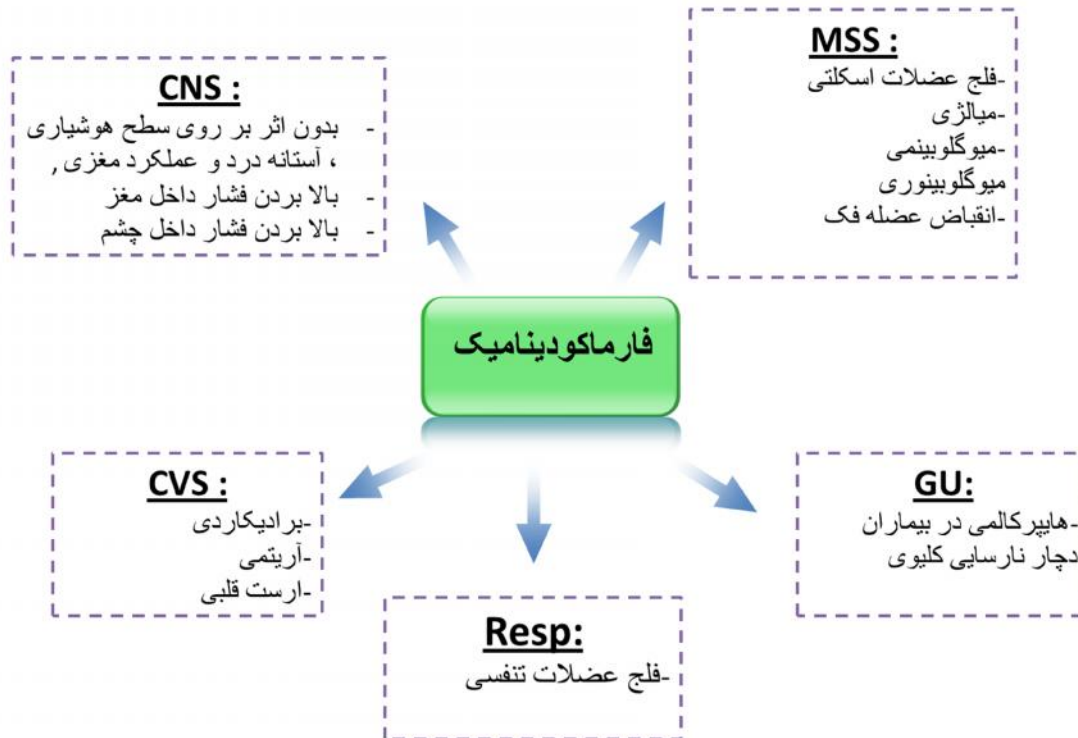 CNS :
- بدون اثر بر روی سطح هوشیاری
، آستانه درد و عملکرد مغزی ,
- بالا بردن فشار داخل مغز
- بالا بردن فشار داخل چشم
MSS :
-فلج عضلات اسکلتی
-میالژی
-میوگلوبینمی
میوگلوبینوری
-انقباض عضله فک
فارماکودینامیک
CVS :
-برادیکاردی
-آریتمی
-ارست قلبی
Resp:
-فلج عضلات تنفسی
GU:
-هایپرکالمی در بیماران
دچار نارسایی کلیوی